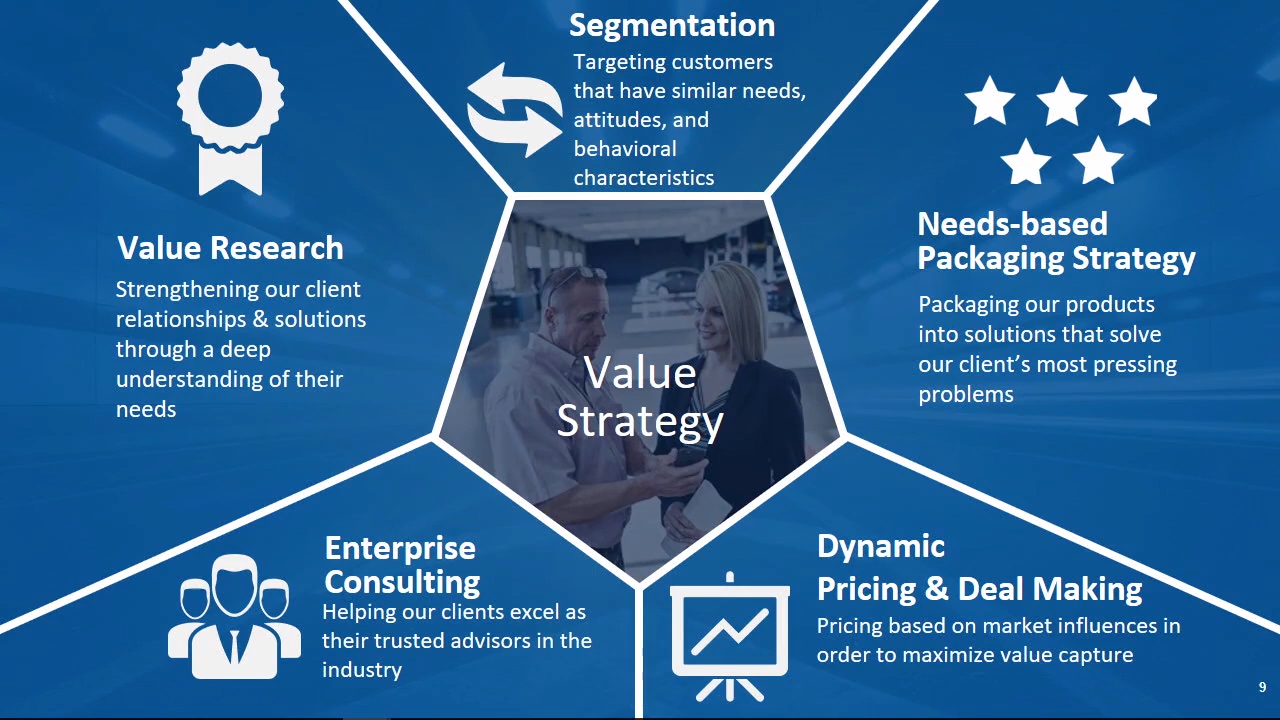 Segmentation
Targeting customers
that have similar needs,
attitudes, and
behavioral
characteristics
Value Research
Strengthening our client
relationships & solutions
through a deep
understanding of their
needs
Needs-based
Packaging Strategy
Packaging our products
into solutions that solve
our client’s most pressing
problems
Value
Strategy
Enterprise
Consulting
Helping our clients excel as
their trusted advisors in the
industry
Dynamic
Pricing & Deal Making
Pricing based on market influences in
order to maximize value capture
9